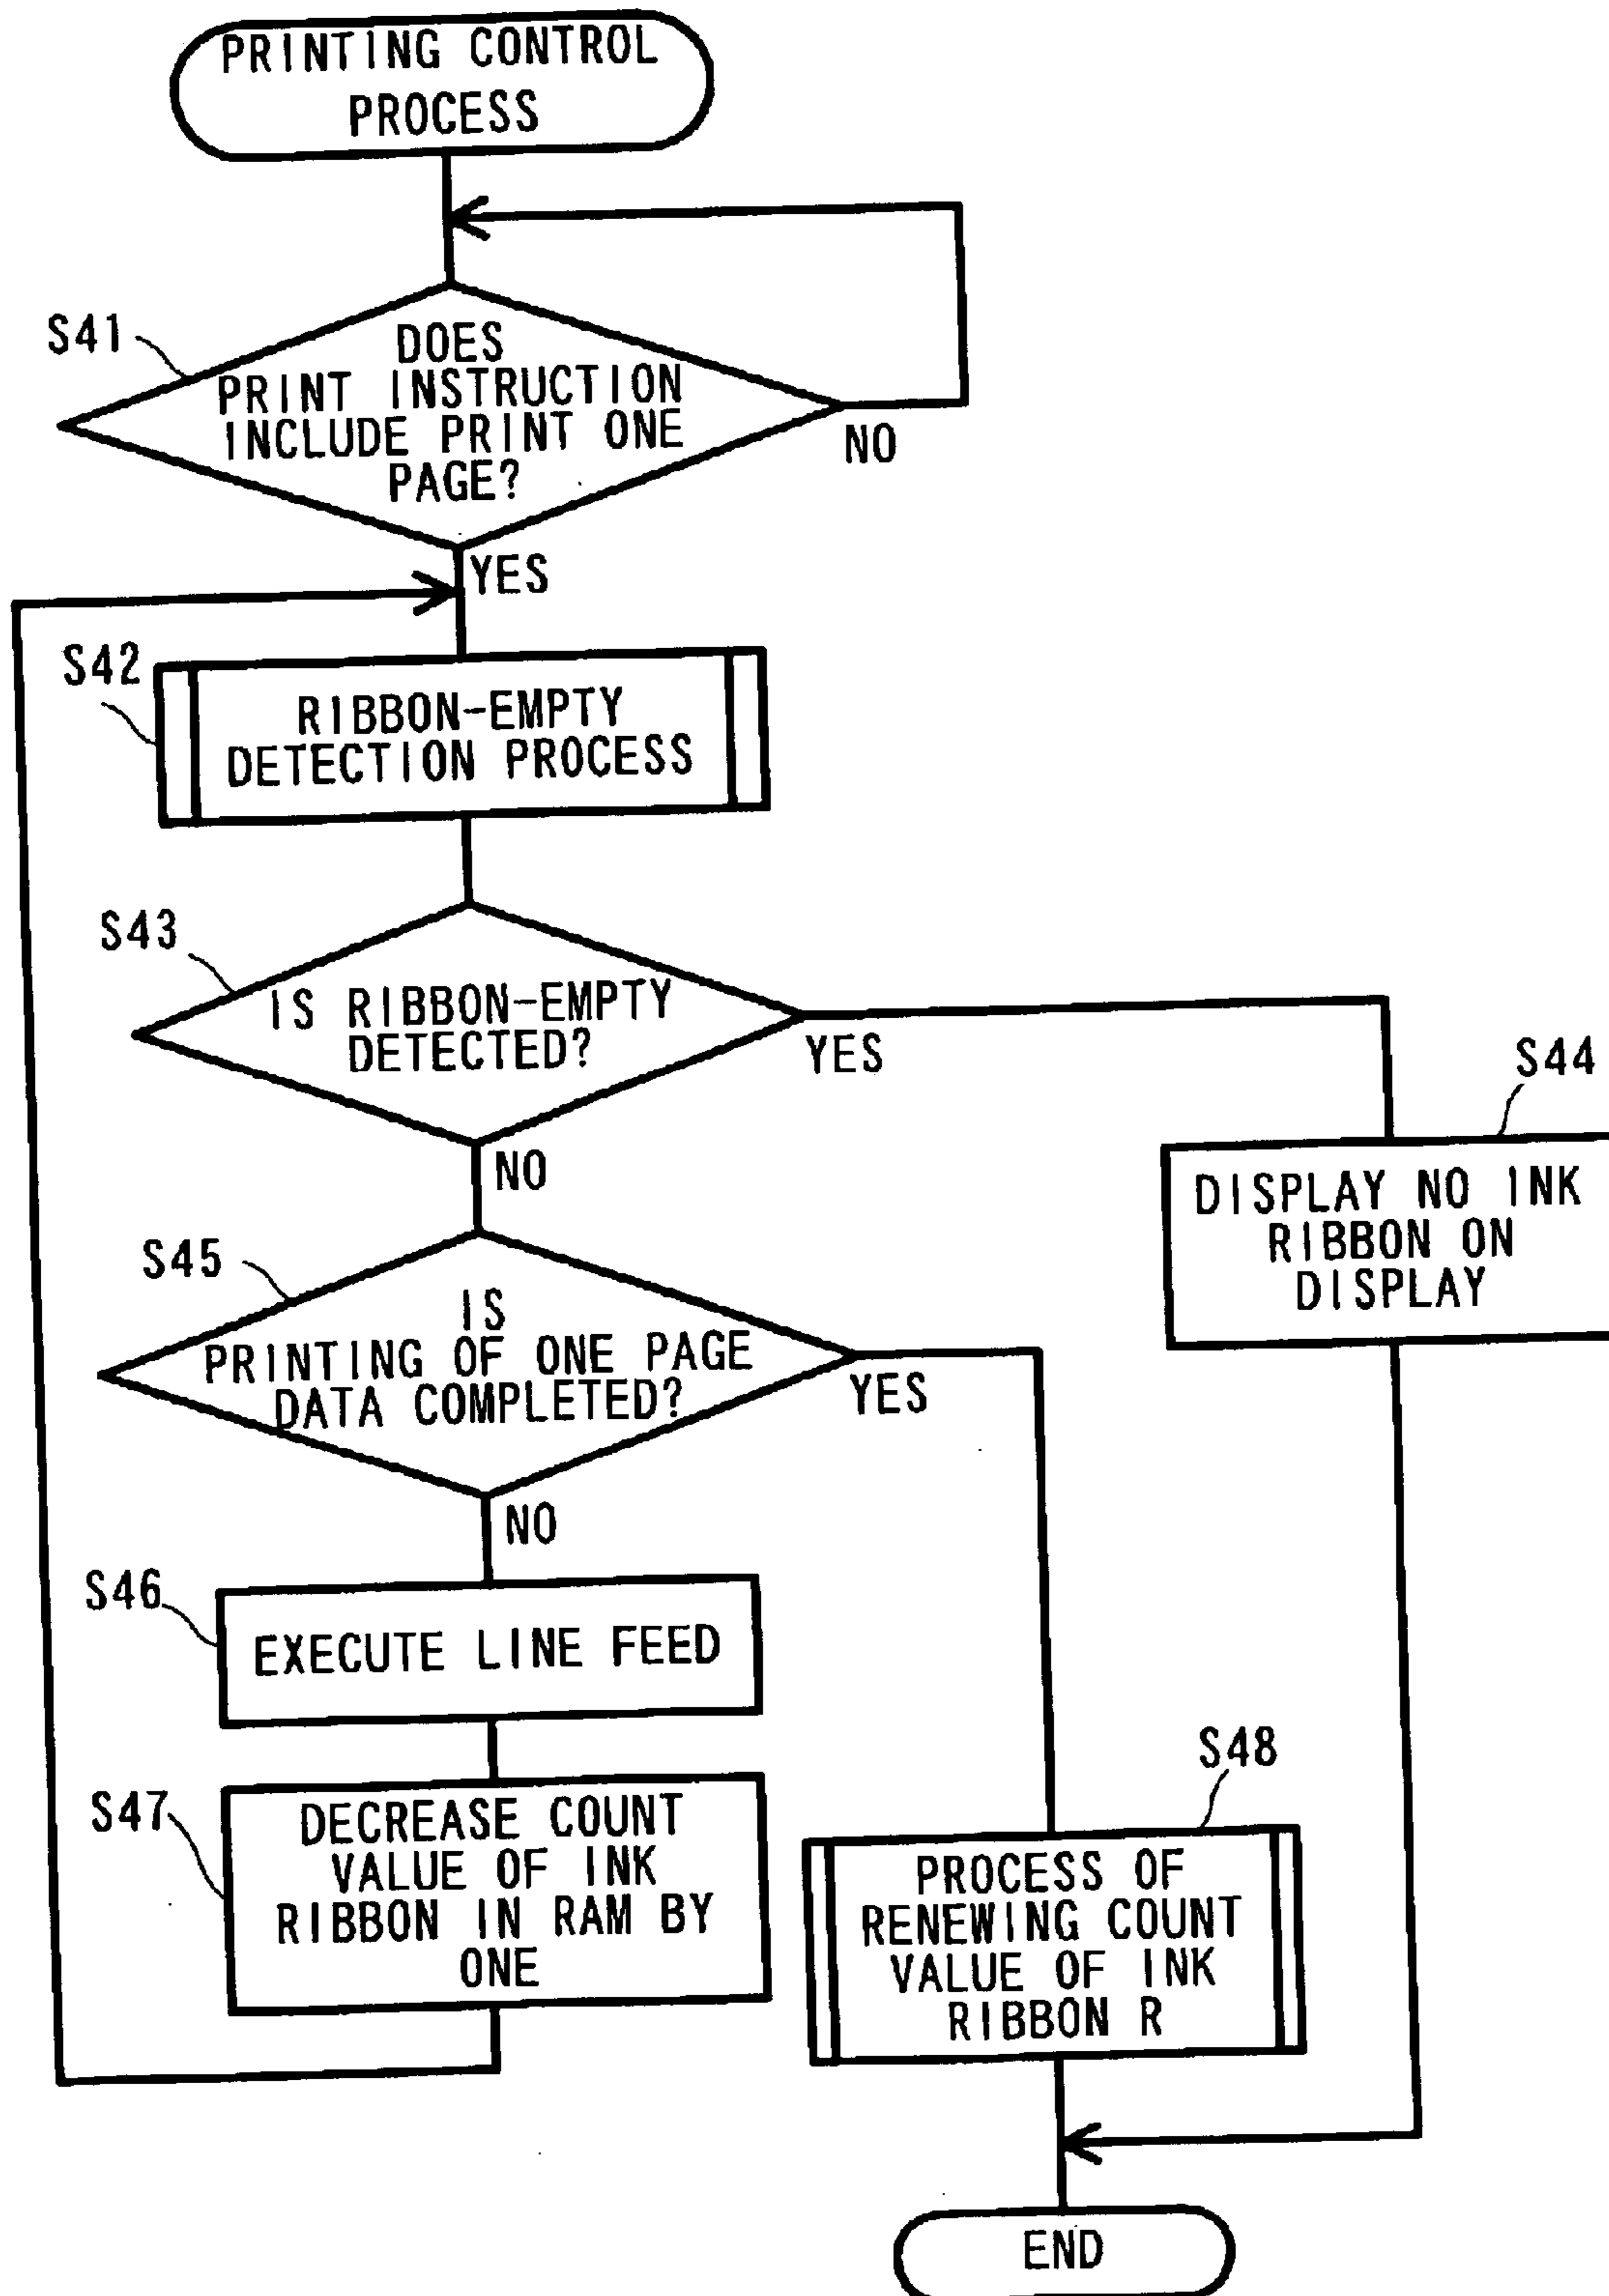 PRINTING CONTROL
PROCESS
S41
DOES
PRINT INSTRUCTION
INCLUDE PRINT ONE
PAGE?
NO
YES
S42
RIBBON-EMPTY
DETECTION PROCESS
S43
IS RIBBON-EMPTY
DETECTED?
YES
NO
S44
DISPLAY NO INK
RIBBON ON
DISPLAY
S45
IS
PRINTING OF ONE PAGE
DATA COMPLETED?
YES
NO
S46
EXECUTE LINE FEED
S47
DECREASE COUNT
VALUE OF INK
RIBBON IN RAM BY
ONE
S48
PROCESS OF
RENEWING COUNT
VALUE OF INK
RIBBON R
END